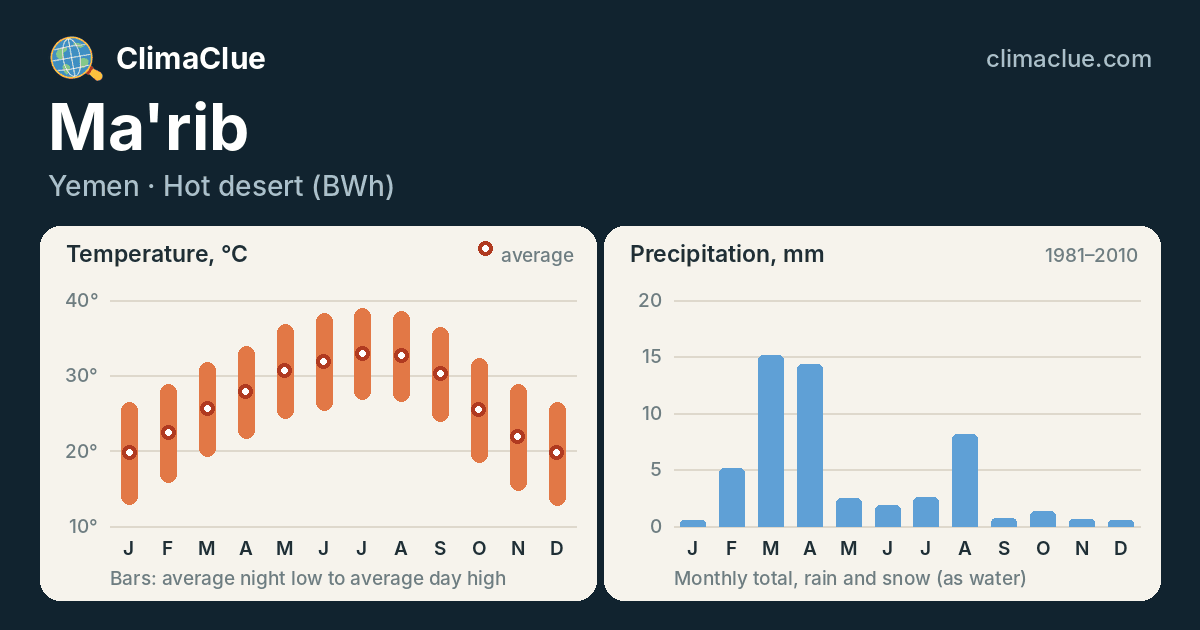 ClimaClue
climaclue.com
Ma'rib
Yemen · Hot desert (BWh)
Temperature, °C
average
40°
30°
20°
10°
J F M A M J J A S O N D
Bars: average night low to average day high
Precipitation, mm
1981–2010
20
15
10
5
0
J F M A M J J A S O N D
Monthly total, rain and snow (as water)